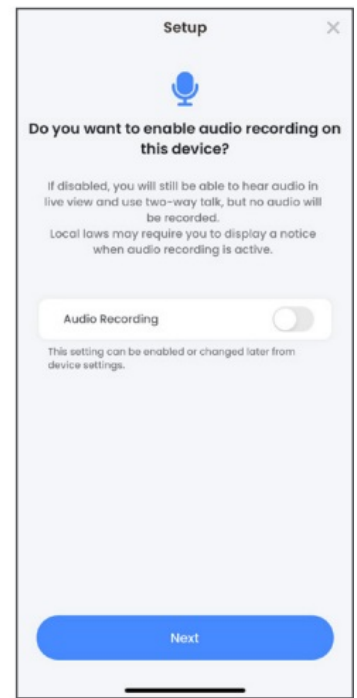 Setup
Do you want to enable audio recording on
this device?
If disabled, you will still be able to hear audio in
live view and use two-way talk, but no audio will
be recorded.
Local laws may require you to display a notice
when audio recording is active.
Audio Recording
This setting can be enabled or changed later from
device settings.
Next